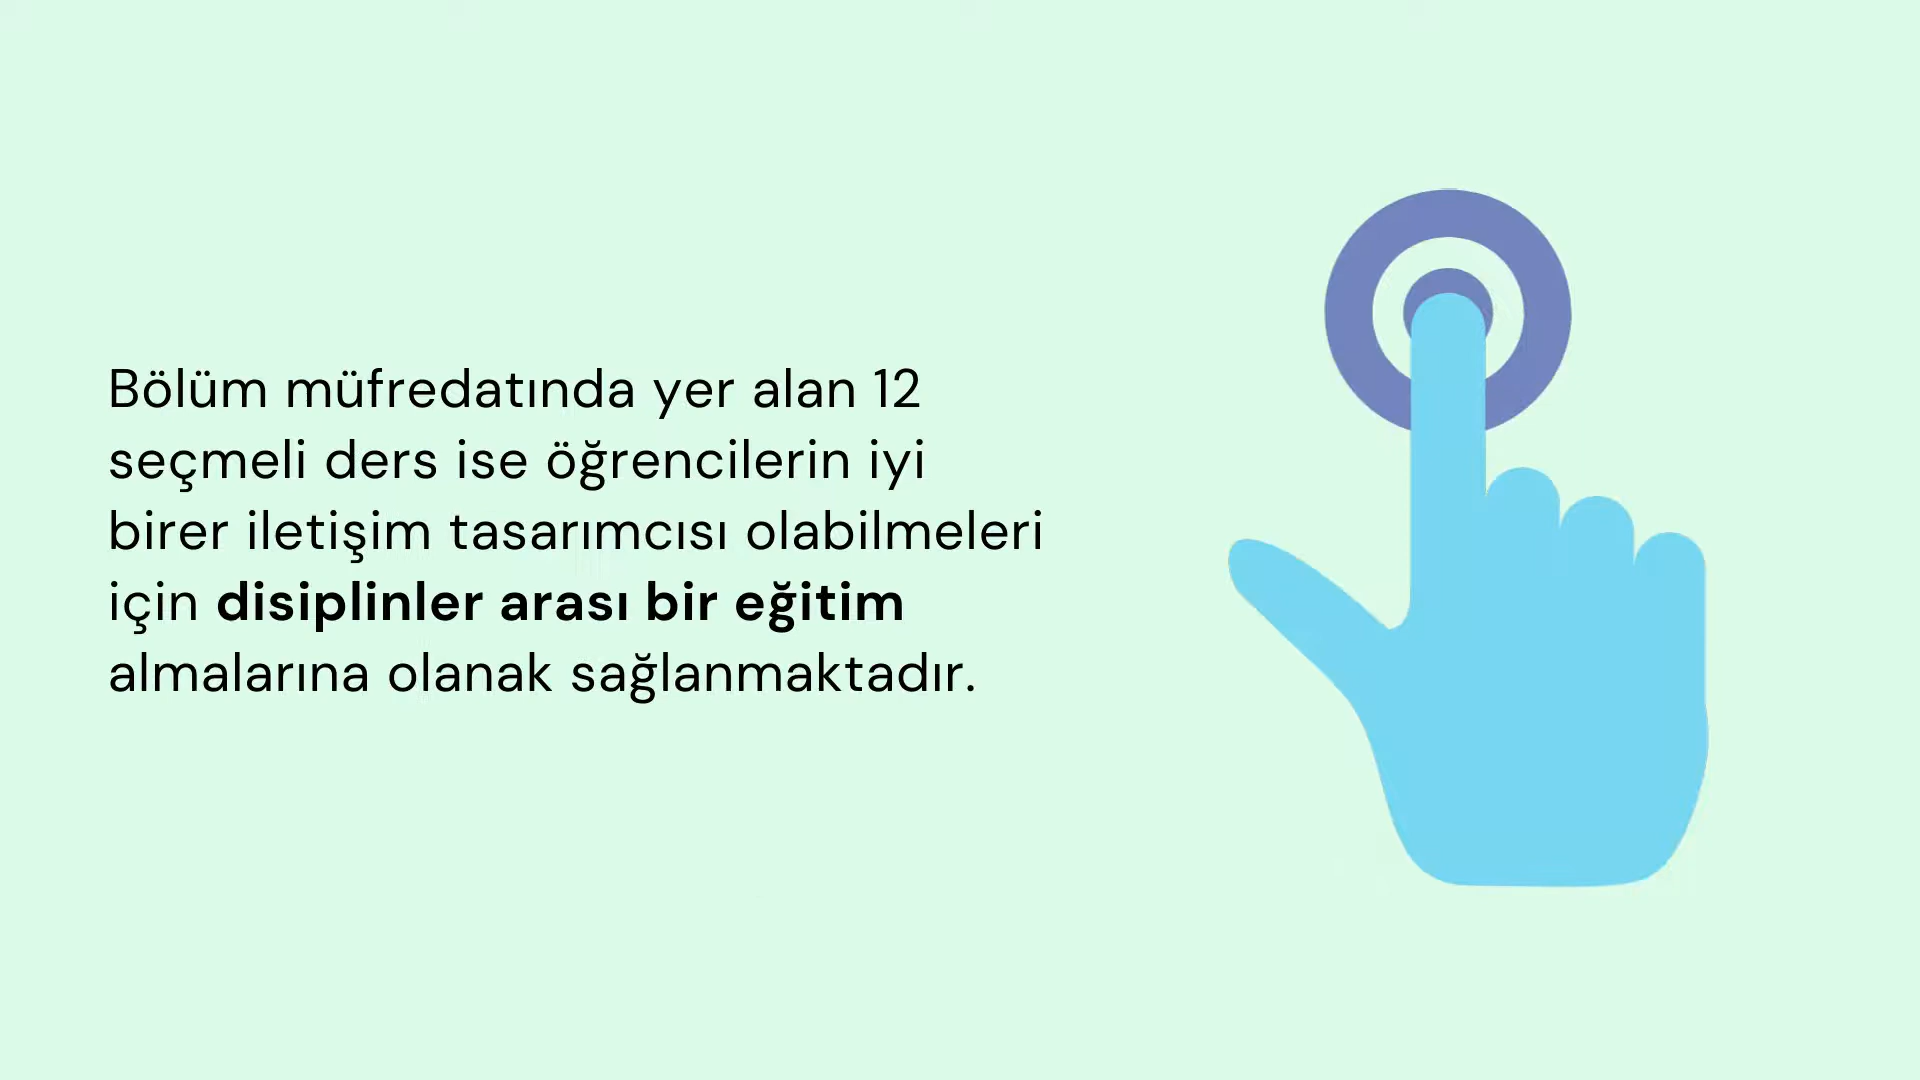 Bölüm müfredatında yer alan 12
seçmeli ders ise öğrencilerin iyi
birer iletişim tasarımcısı olabilmeleri
için disiplinler arası bir eğitim
almalarına olanak sağlanmaktadır.